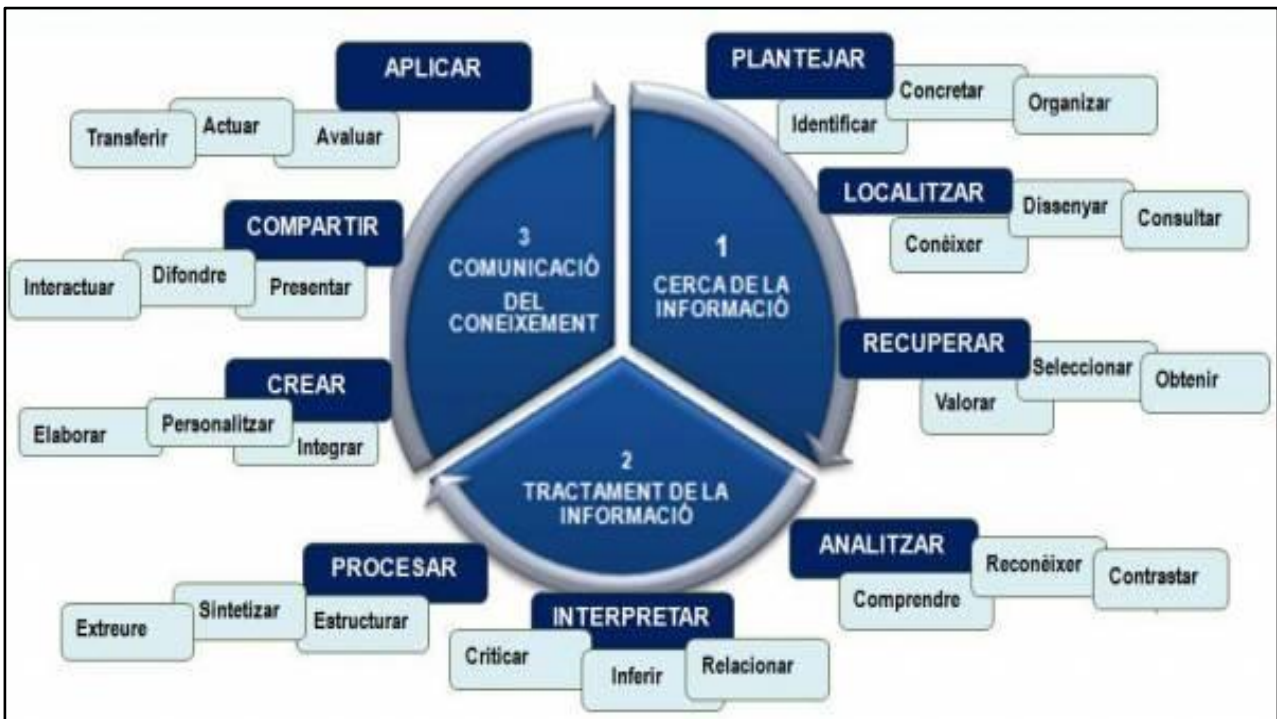 APLICAR
Transferir
Actuar
Avaluar
COMPARTIR
Interactuar
Difondre
Presentar
CREAR
Elaborar
Personalitzar
Integrar
PROCESAR
Extreure
Sintetizar
Estructurar
INTERPRETAR
Criticar
Inferir
Relacionar
PLANTEJAR
Identificar
Concretar
Organizar
LOCALITZAR
Conèixer
Dissenyar
Consultar
RECUPERAR
Valorar
Seleccionar
Obtenir
ANALITZAR
Comprendre
Reconèixer
Contrastar
1
CERCA DE LA
INFORMACIÓ
2
TRACTAMENT DE LA
INFORMACIÓ
3
COMUNICACIÓ
DEL
CONEIXEMENT